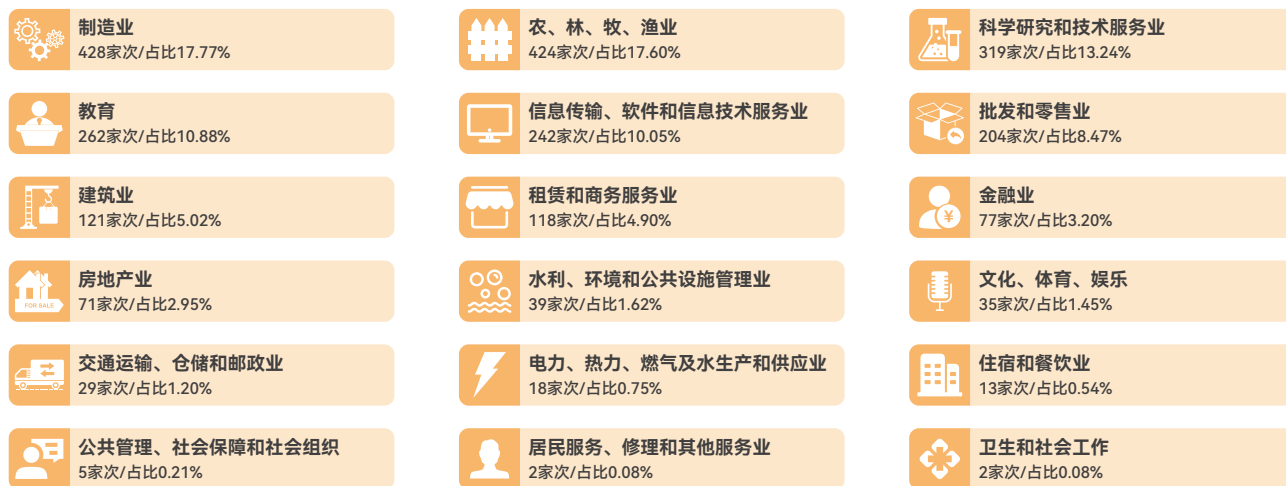 制造业
428家次/占比17.77%
农、林、牧、渔业
424家次/占比17.60%
科学研究和技术服务业
319家次/占比13.24%
教育
262家次/占比10.88%
信息传输、软件和信息技术服务业
242家次/占比10.05%
批发和零售业
204家次/占比8.47%
建筑业
121家次/占比5.02%
租赁和商务服务业
118家次/占比4.90%
金融业
77家次/占比3.20%
¥
房地产业
71家次/占比2.95%
FOR SALE
水利、环境和公共设施管理业
39家次/占比1.62%
文化、体育、娱乐
35家次/占比1.45%
交通运输、仓储和邮政业
29家次/占比1.20%
电力、热力、燃气及水生产和供应业
18家次/占比0.75%
住宿和餐饮业
13家次/占比0.54%
公共管理、社会保障和社会组织
5家次/占比0.21%
居民服务、修理和其他服务业
2家次/占比0.08%
卫生和社会工作
2家次/占比0.08%